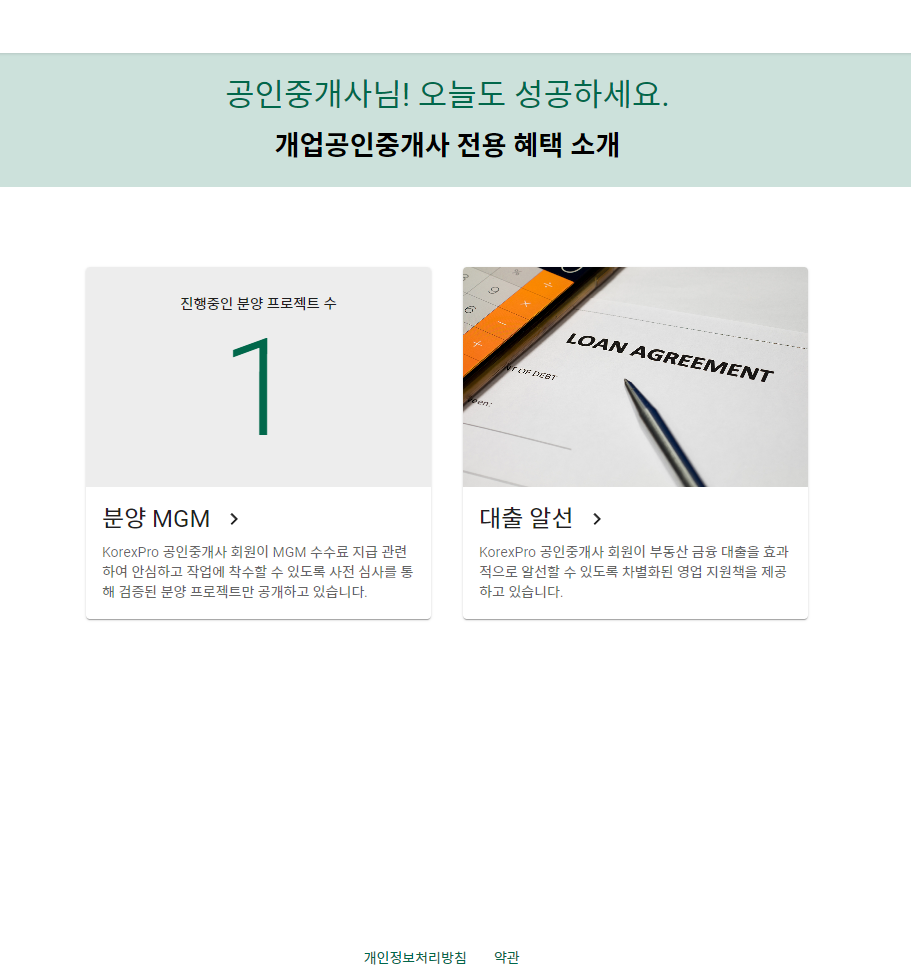 공인중개사님! 오늘도 성공하세요.
개업공인중개사 전용 혜택 소개
진행중인 분양 프로젝트 수
1
분양 MGM
KorexPro 공인중개사 회원이 MGM 수수료 지급 관련
하여 안심하고 작업에 착수할 수 있도록 사전 심사를 통
해 검증된 분양 프로젝트만 공개하고 있습니다.
9
6
LOAN AGREEMENT
OF DEBT
대출 알선
KorexPro 공인중개사 회원이 부동산 금융 대출을 효과
적으로 알선할 수 있도록 차별화된 영업 지원책을 제공
하고 있습니다.
개인정보처리방침 약관